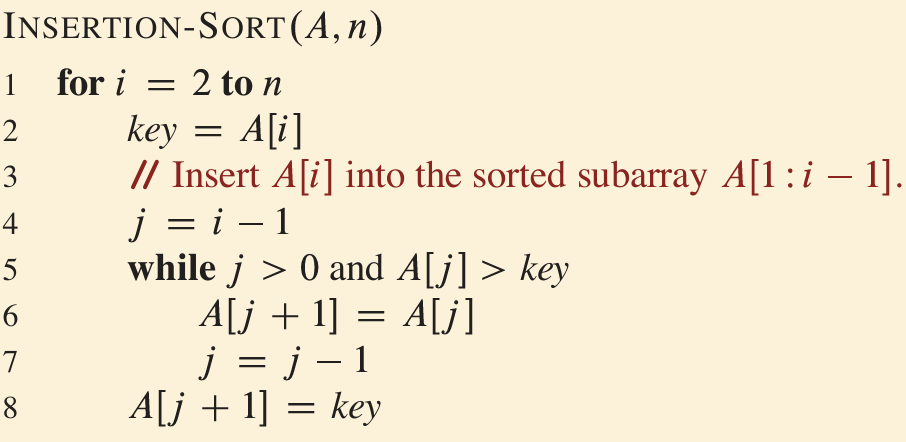 INSERTION-SORT(A, n)
1 for i = 2 to n
2 key = A[i]
3 // Insert A[i] into the sorted subarray A[1 : i − 1].
4 j = i − 1
5 while j > 0 and A[j] > key
6 A[j + 1] = A[j]
7 j = j − 1
8 A[j + 1] = key